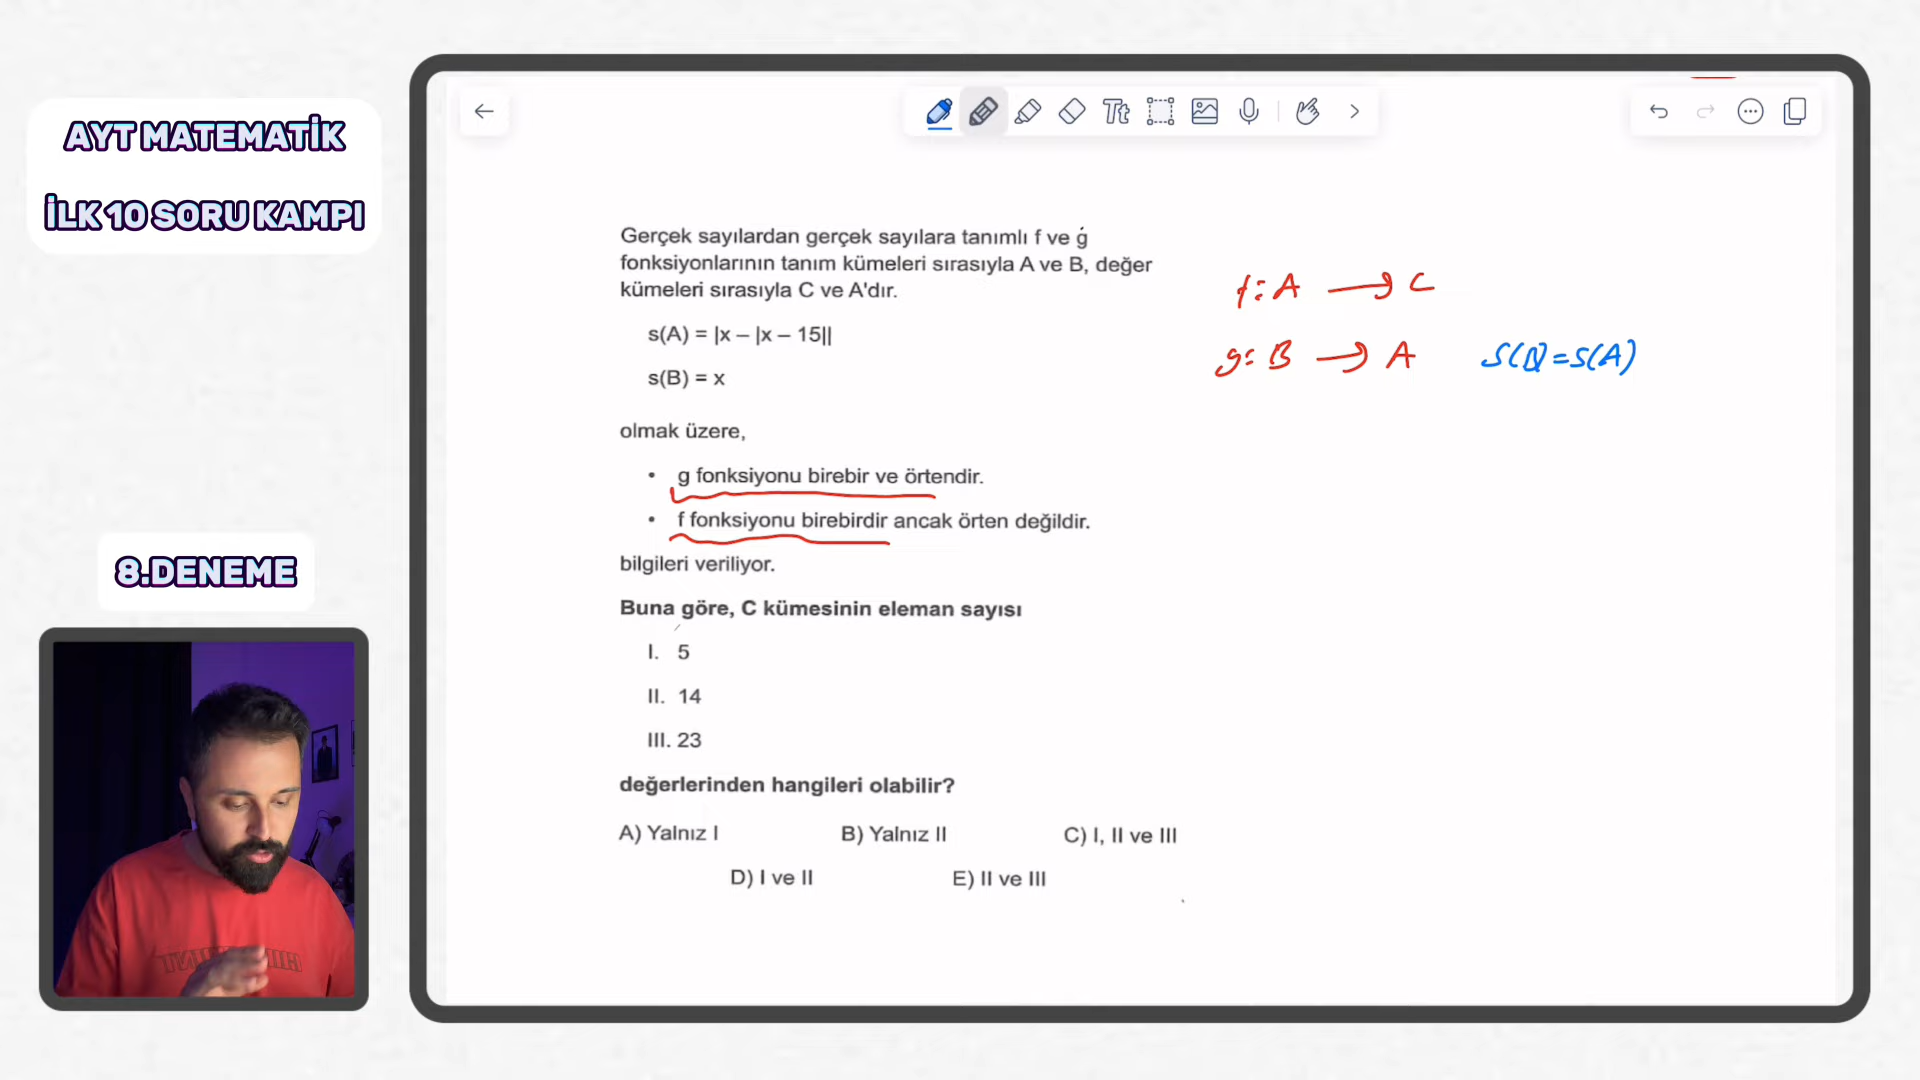 AYT MATEMATİK
İLK 10 SORU KAMPI
8.DENEME
Tt
Gerçek sayılardan gerçek sayılara tanımlı f ve g
fonksiyonlarının tanım kümeleri sırasıyla A ve B, değer
kümeleri sırasıyla C ve A'dır.
s(A) = |x – |x – 15||
s(B) = x
olmak üzere,
• g fonksiyonu birebir ve örtendir.
• f fonksiyonu birebirdir ancak örten değildir.
bilgileri veriliyor.
Buna göre, C kümesinin eleman sayısı
I. 5
II. 14
III. 23
değerlerinden hangileri olabilir?
A) Yalnız I
B) Yalnız II
C) I, II ve III
D) I ve II
E) II ve III
f: A → C
g: B → A
s(B)=s(A)